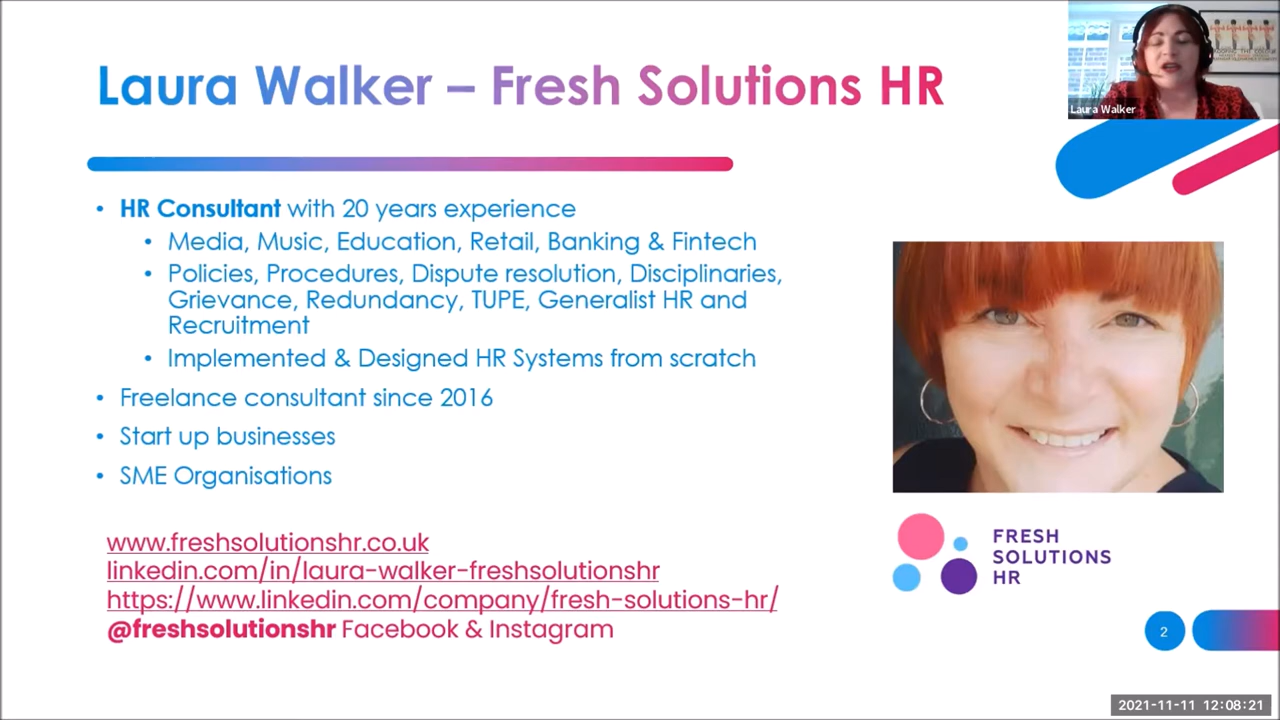 Laura Walker – Fresh Solutions HR
Laura Walker
• HR Consultant with 20 years experience
• Media, Music, Education, Retail, Banking & Fintech
• Policies, Procedures, Dispute resolution, Disciplinaries,
Grievance, Redundancy, TUPE, Generalist HR and
Recruitment
• Implemented & Designed HR Systems from scratch
• Freelance consultant since 2016
• Start up businesses
• SME Organisations
www.freshsolutionshr.co.uk
linkedin.com/in/laura-walker-freshsolutionshr
https://www.linkedin.com/company/fresh-solutions-hr/
@freshsolutionshr Facebook & Instagram
FRESH
SOLUTIONS
HR
2
2021-11-11 12:08:21